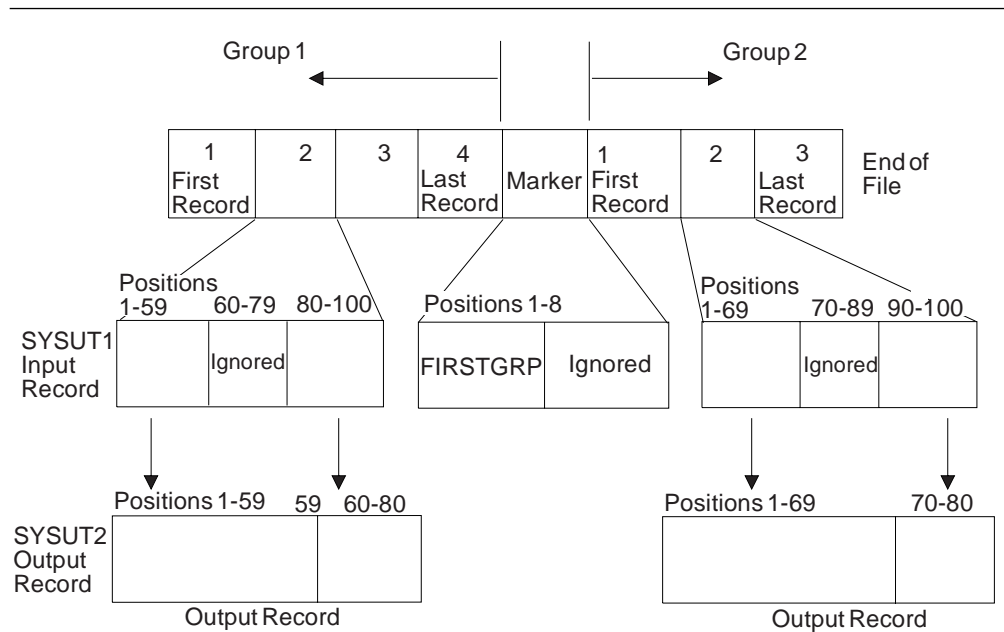 Group 1
Group 2
1
First
Record
2
3
4
Last
Record
Marker
1
First
Record
2
3
Last
Record
End of
File
Positions
1-59
60-79
80-100
Positions 1-8
Positions
1-69
70-89
90-100
SYSUT1
Input
Record
Ignored
FIRSTGRP
Ignored
Ignored
Positions 1-59
59
60-80
Positions 1-69
70-80
SYSUT2
Output
Record
Output Record
Output Record